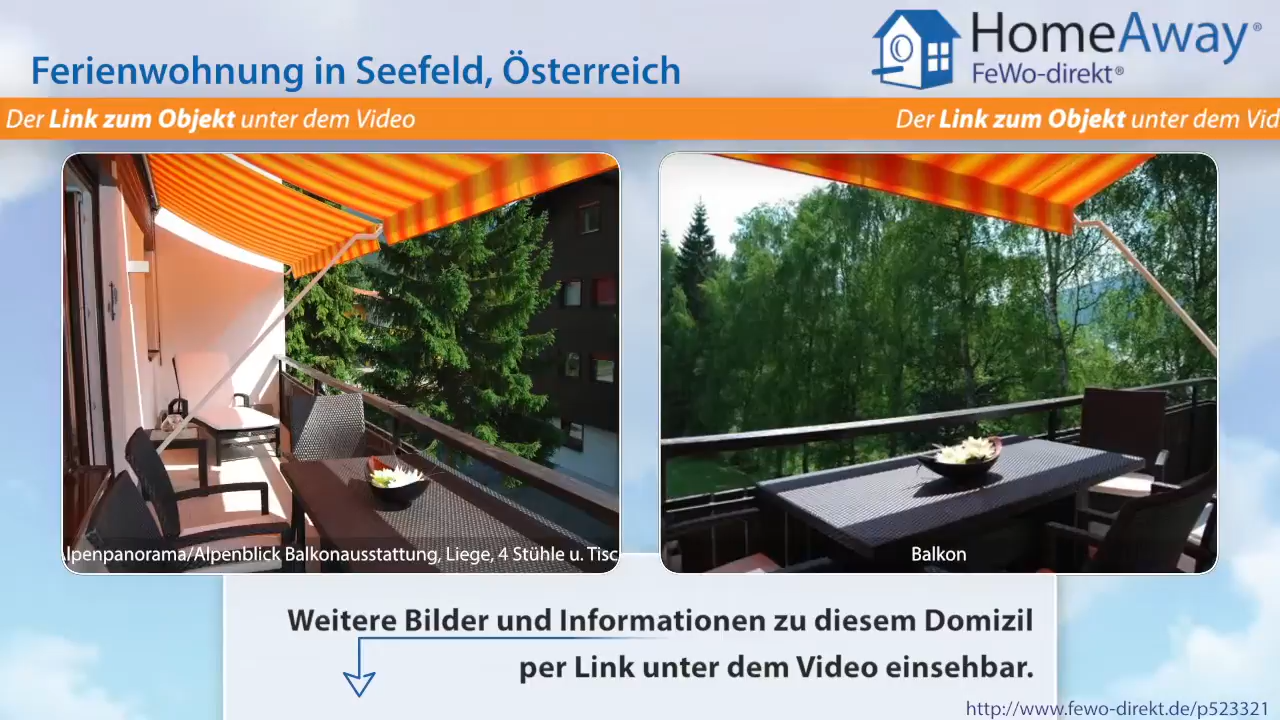 Ferienwohnung in Seefeld, Österreich
HomeAway®
FeWo-direkt®
Der Link zum Objekt unter dem Video
Der Link zum Objekt unter dem Vid
lpenpanorama/Alpenblick Balkonausstattung, Liege, 4 Stühle u. Tisc
Balkon
Weitere Bilder und Informationen zu diesem Domizil
per Link unter dem Video einsehbar.
http://www.fewo-direkt.de/p523321